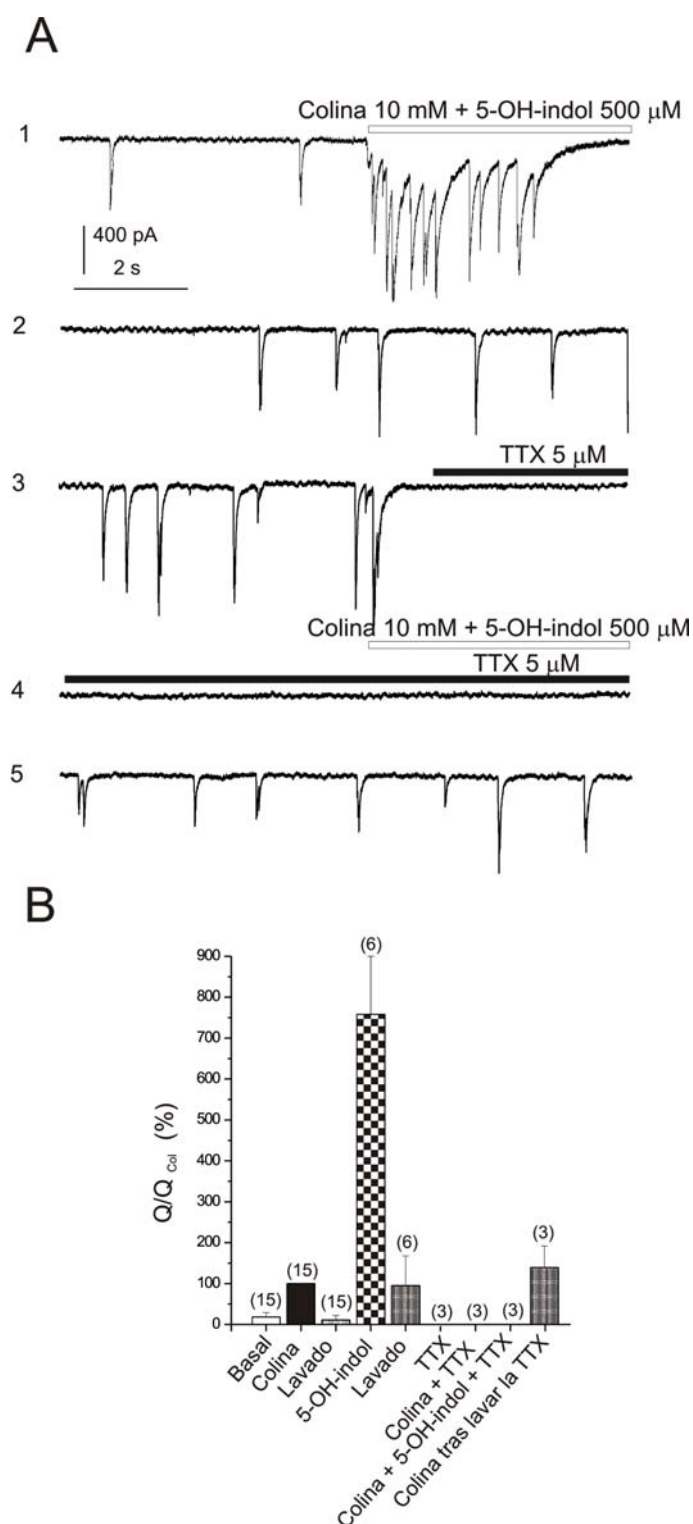 A
Colina 10 mM + 5-OH-indol 500 μM
1
400 pA
2 s
2
TTX 5 μM
3
Colina 10 mM + 5-OH-indol 500 μM
TTX 5 μM
4
5
B
900
800
700
600
500
400
300
200
100
0
Q/Q Col (%)
(15)
(15)
(15)
(6)
(6)
(3)
(3)
(3)
(3)
Basal
Colina
Lavado
5-OH-indol
Lavado
TTX
Colina + TTX
Colina + 5-OH-indol + TTX
Colina tras lavar la TTX